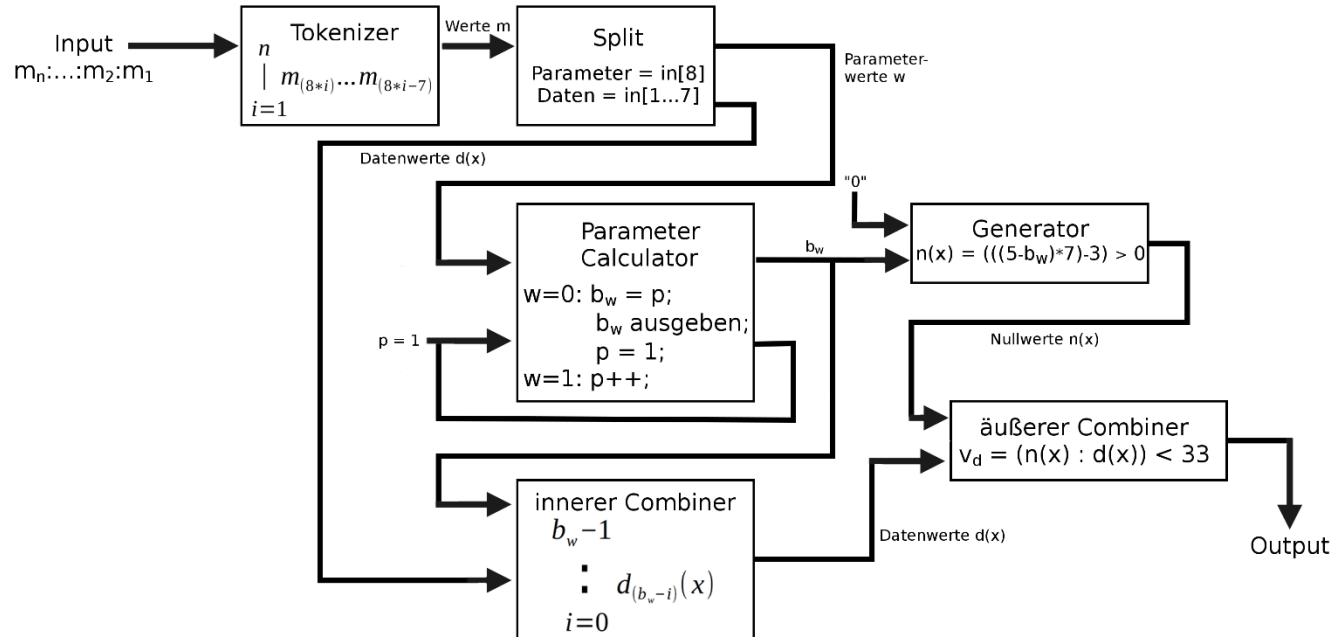 Input
mn:...:m2:m1
Tokenizer
n
| m(8*i)...m(8*i−7)
i=1
Werte m
Split
Parameter = in[8]
Daten = in[1...7]
Parameter-
werte w
Datenwerte d(x)
"0"
Generator
n(x) = (((5-bw)*7)-3) > 0
Parameter
Calculator
w=0: bw = p;
bw ausgeben;
p = 1;
w=1: p++;
bw
p = 1
Nullwerte n(x)
äußerer Combiner
vd = (n(x) : d(x)) < 33
innerer Combiner
bw−1
: d(bw−i)(x)
i=0
Datenwerte d(x)
Output